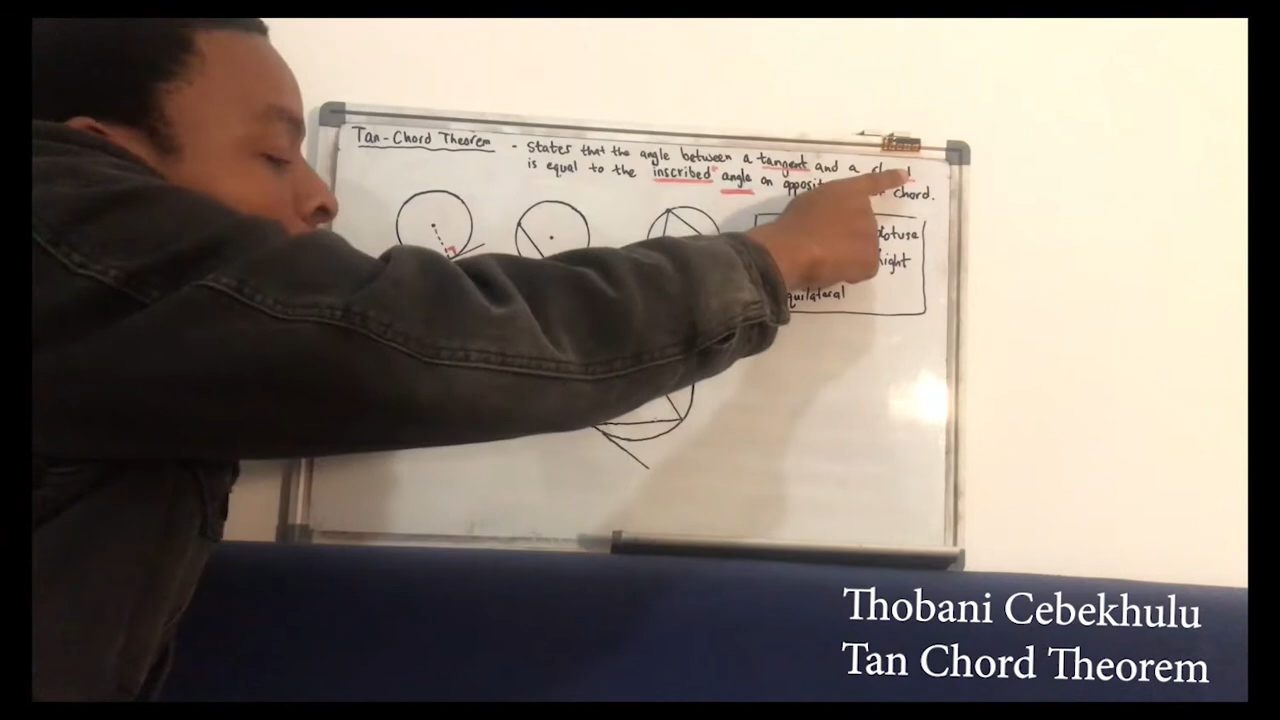 Tan-Chord Theorem - States that the angle between a tangent and a
is equal to the inscribed angle on chord.
obtuse
Right
equilateral
Thobani Cebekhulu
Tan Chord Theorem